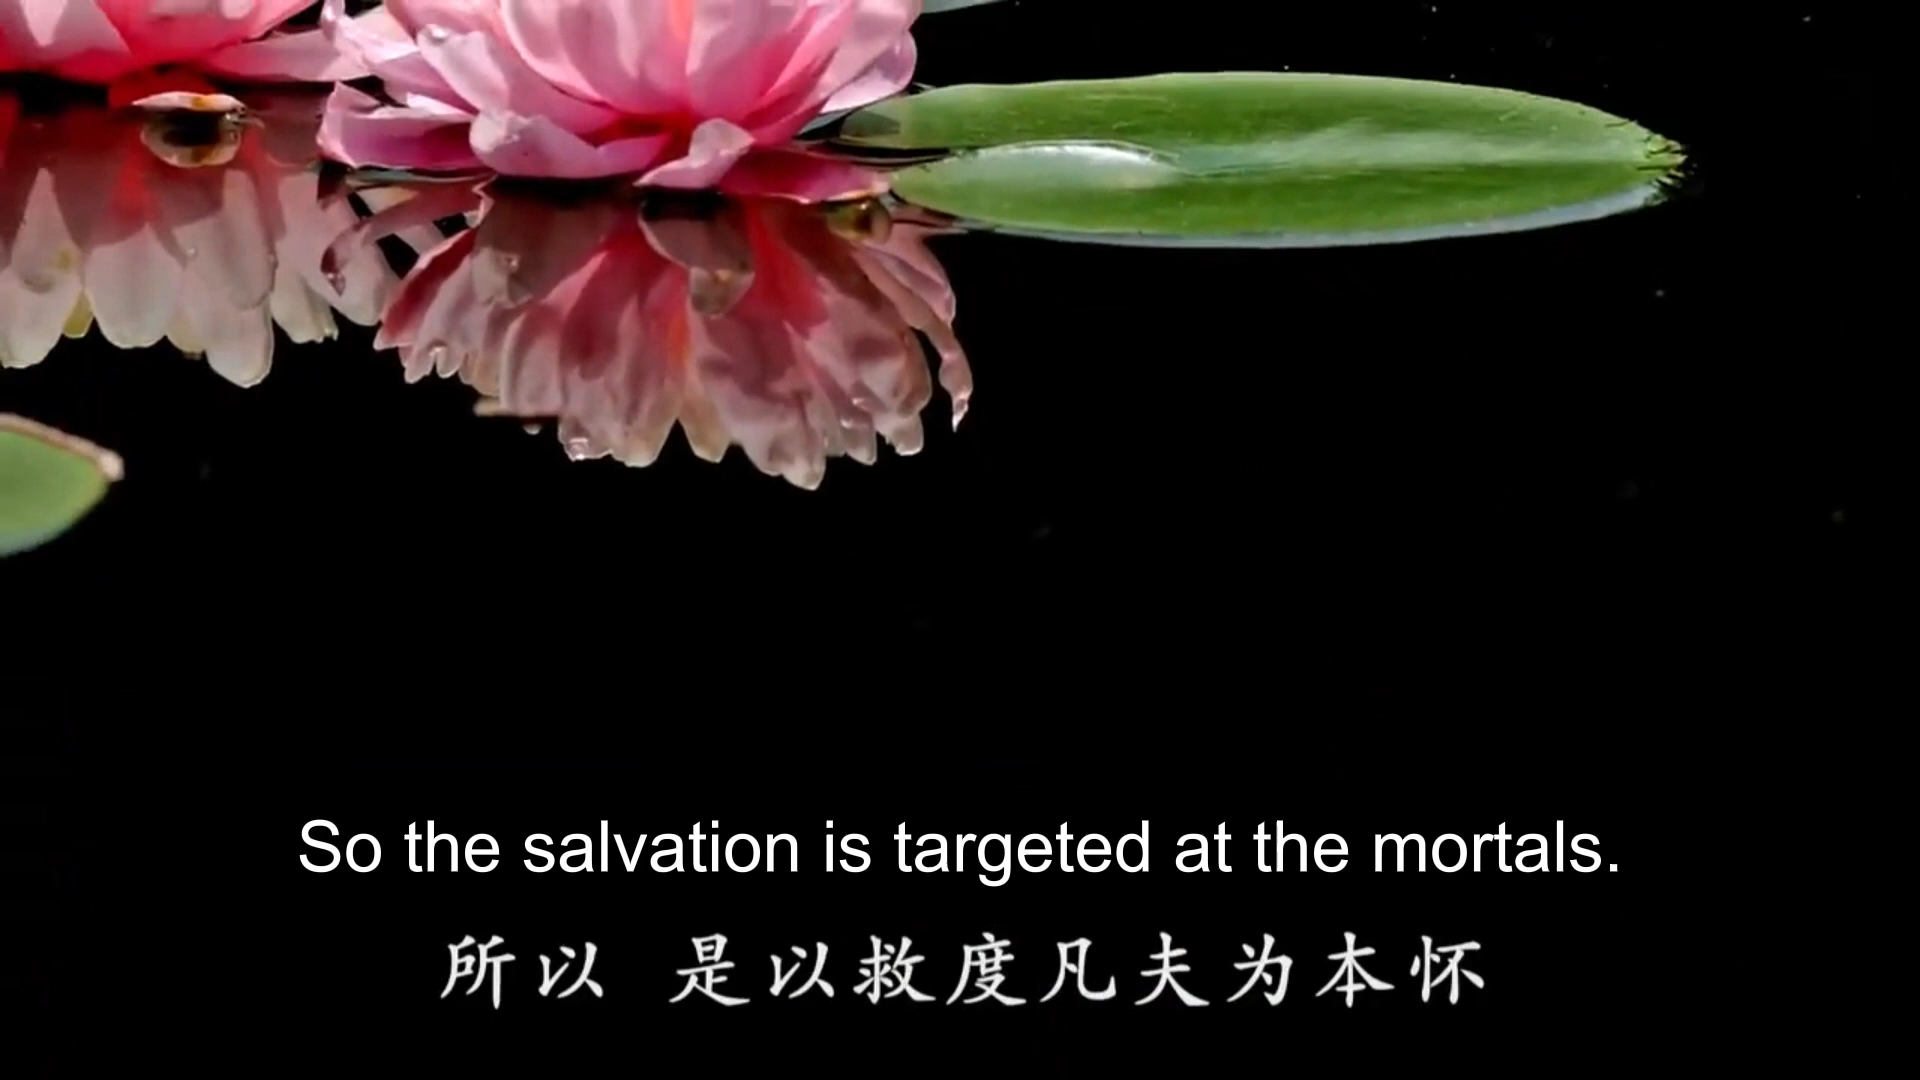 So the salvation is targeted at the mortals.
所以 是以救度凡夫为本怀